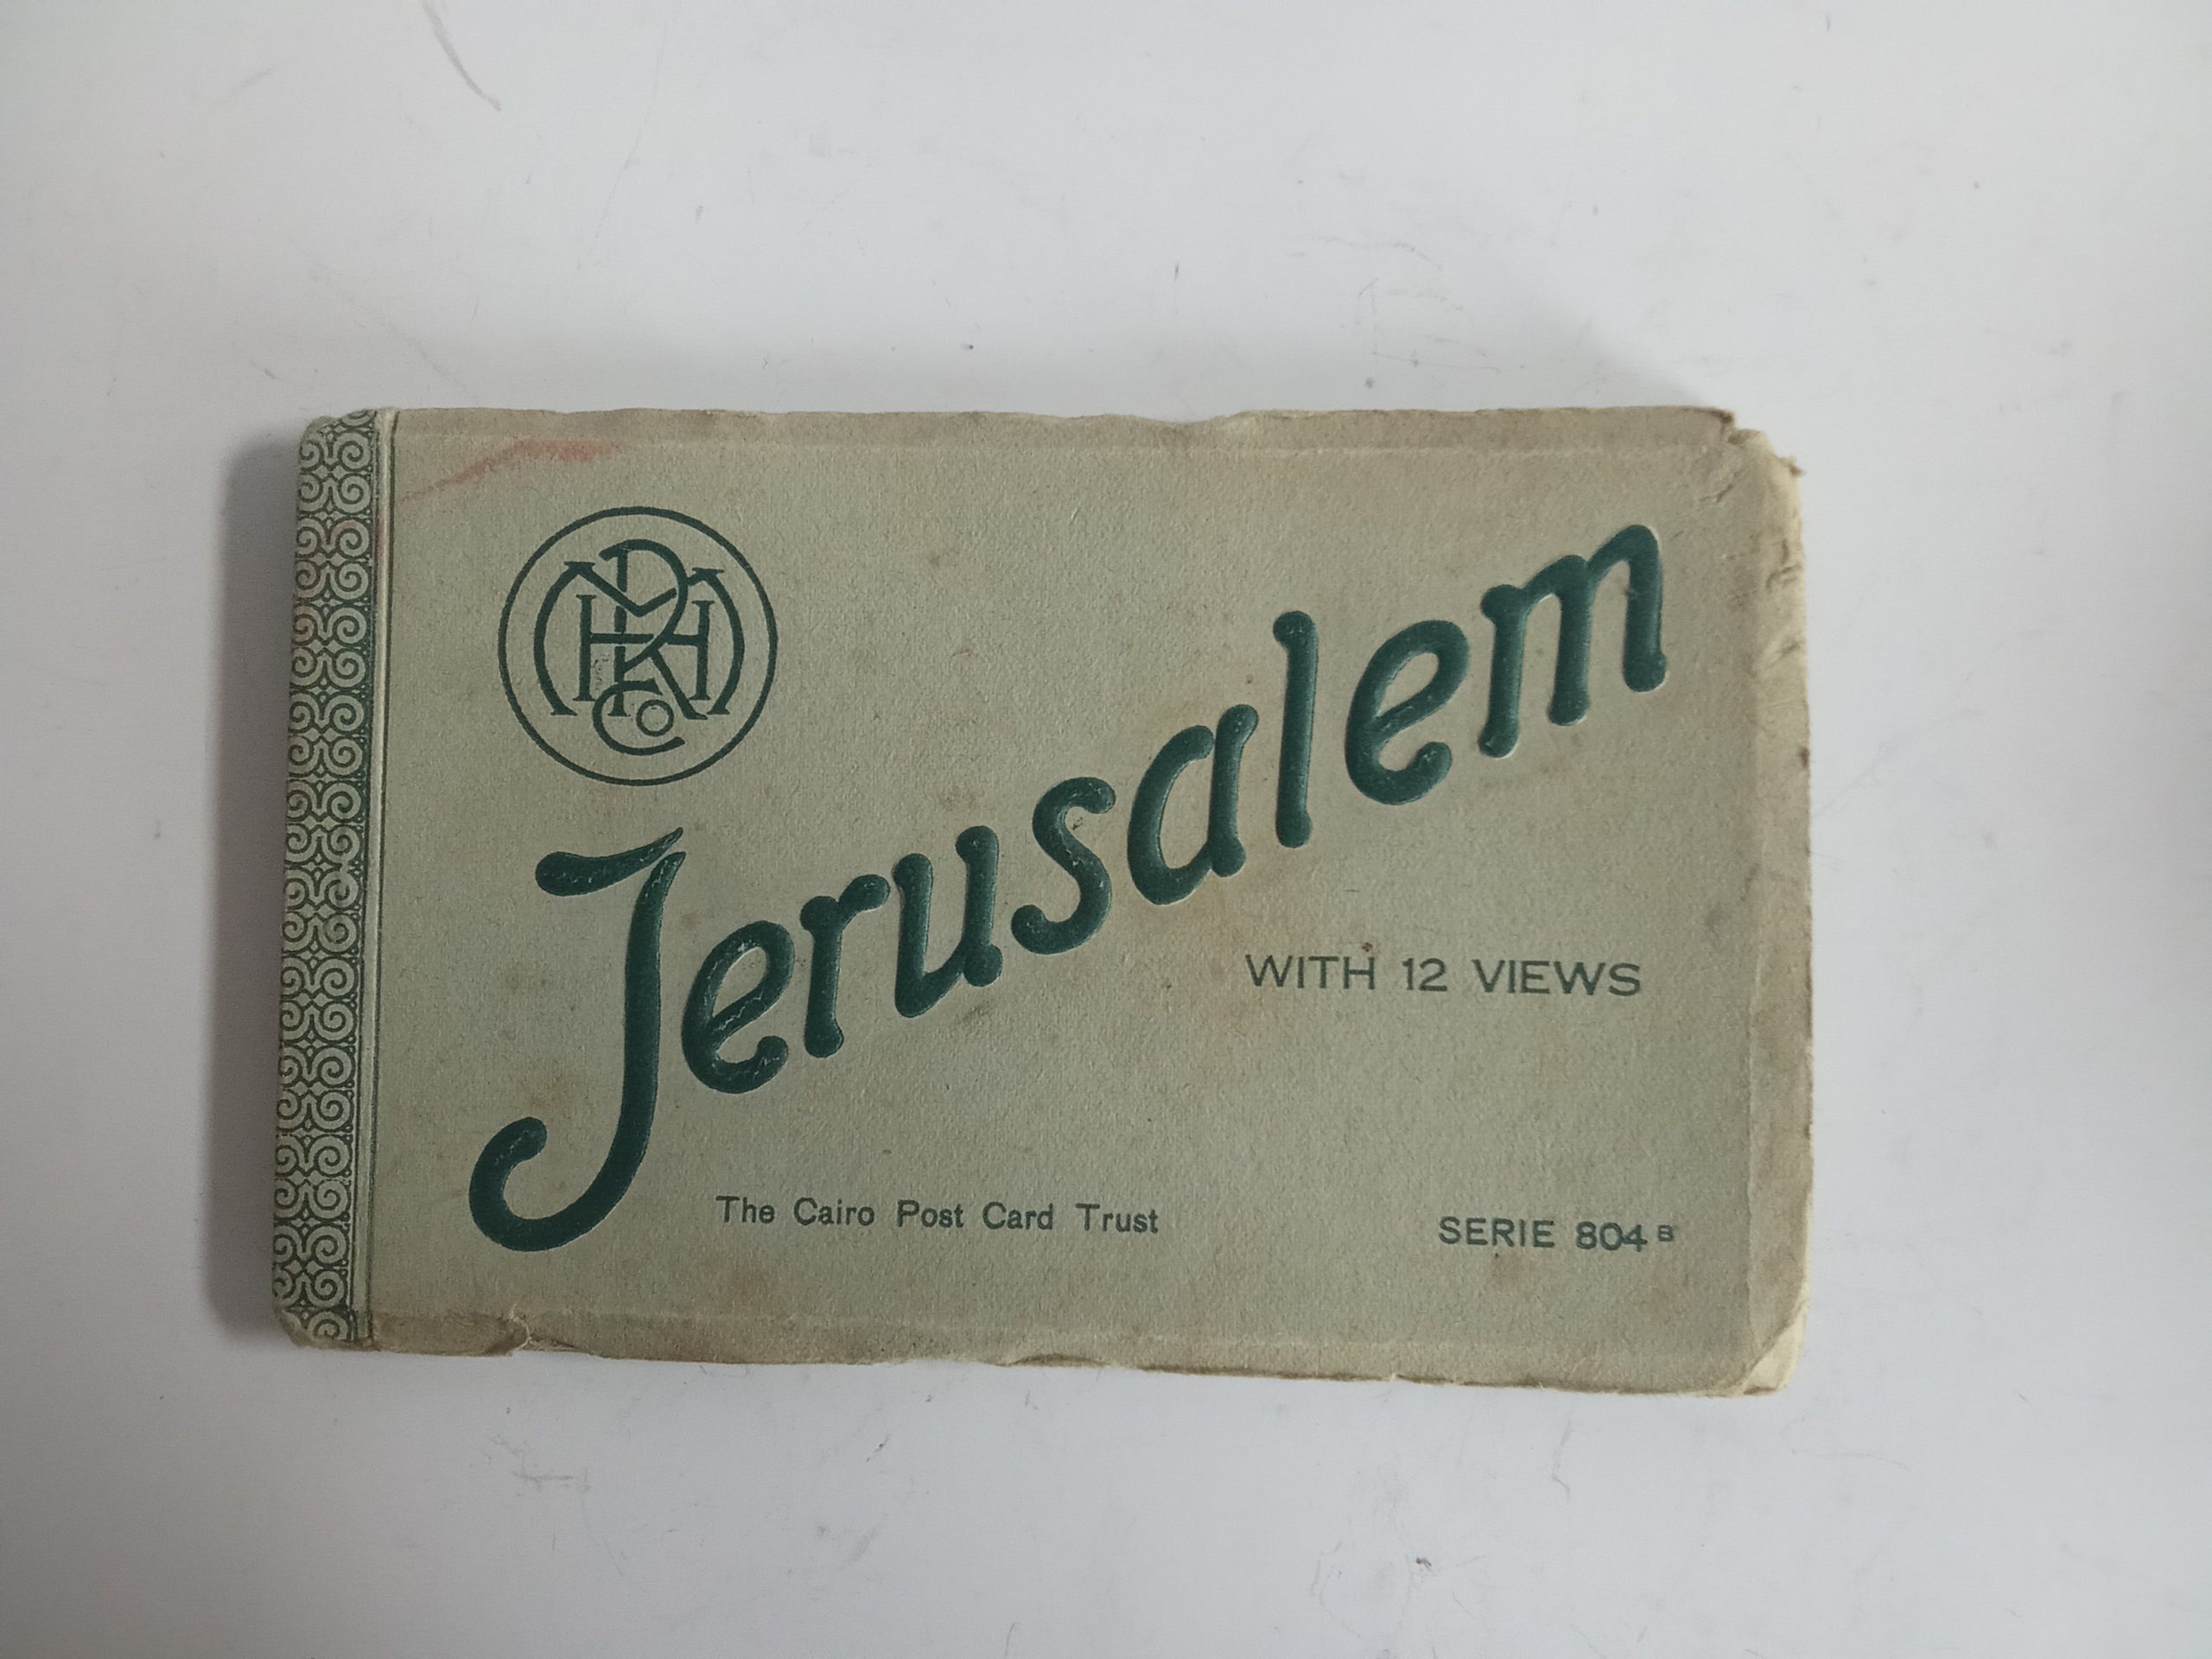 Jerusalem
WITH 12 VIEWS
The Cairo Post Card Trust
SERIE 804 B